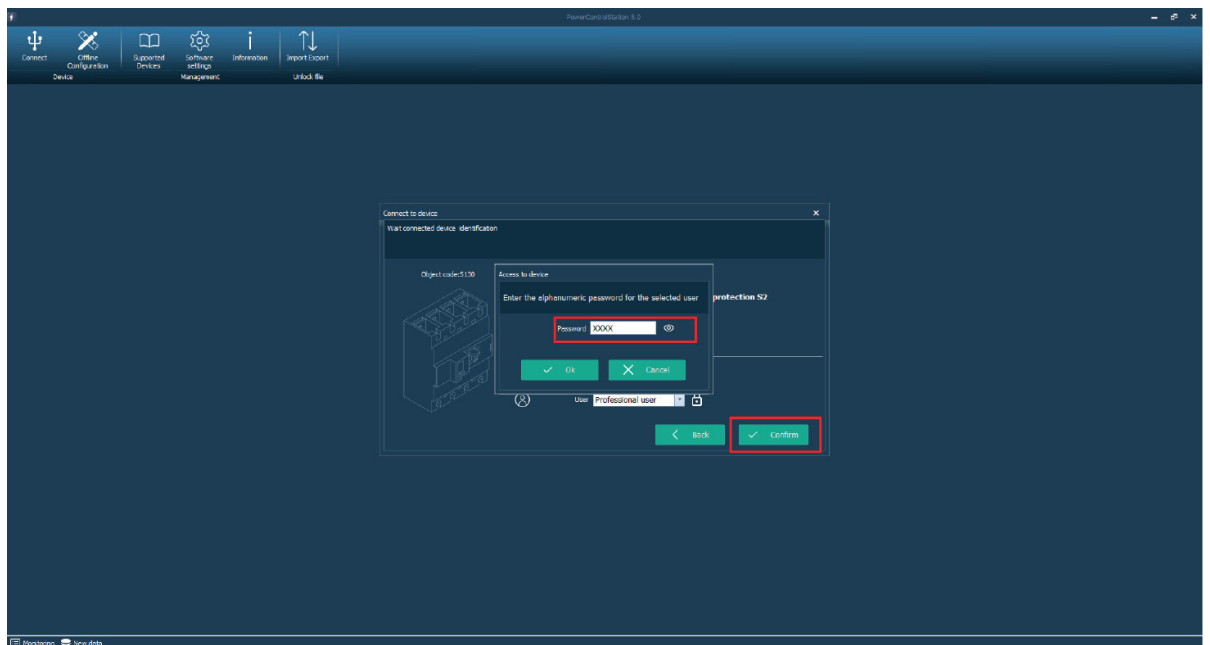 PowerControlStation 5.0
Connect
Offline Configuration
Supported Devices
Software settings
Information
Import Export
Device
Management
Unlock file
Connect to device
Wait connected device identification
Object code:5100
Access to device
Enter the alphanumeric password for the selected user
protection S2
Password XXXX
Ok
Cancel
User Professional user
Back
Confirm
Monitoring
New data